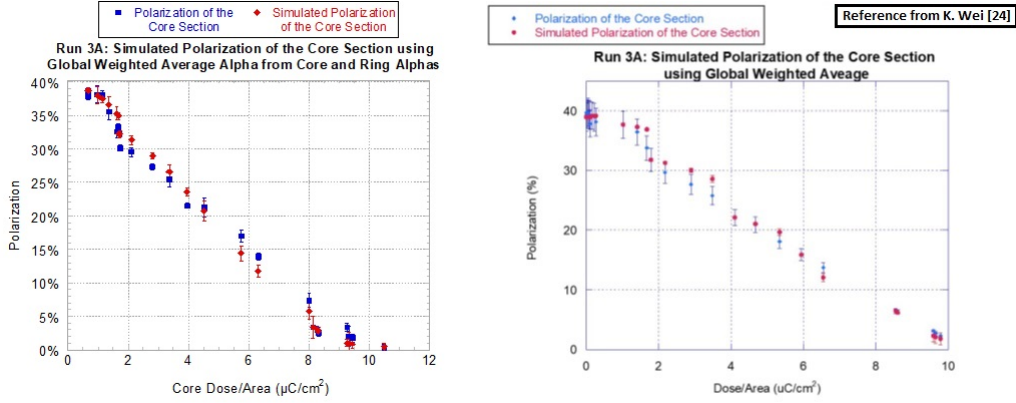 Polarization of the
Core Section
Simulated Polarization
of the Core Section
Run 3A: Simulated Polarization of the Core Section using
Global Weighted Average Alpha from Core and Ring Alphas
40%
35%
30%
25%
20%
15%
10%
5%
0%
Polarization
0 2 4 6 8 10 12
Core Dose/Area (µC/cm²)
Polarization of the Core Section
Simulated Polarization of the Core Section
Reference from K. Wei [24]
Run 3A: Simulated Polarization of the Core Section
using Global Weighted Aveage
40
30
20
10
0
Polarization (%)
0 2 4 6 8 10
Dose/Area (uC/cm²)